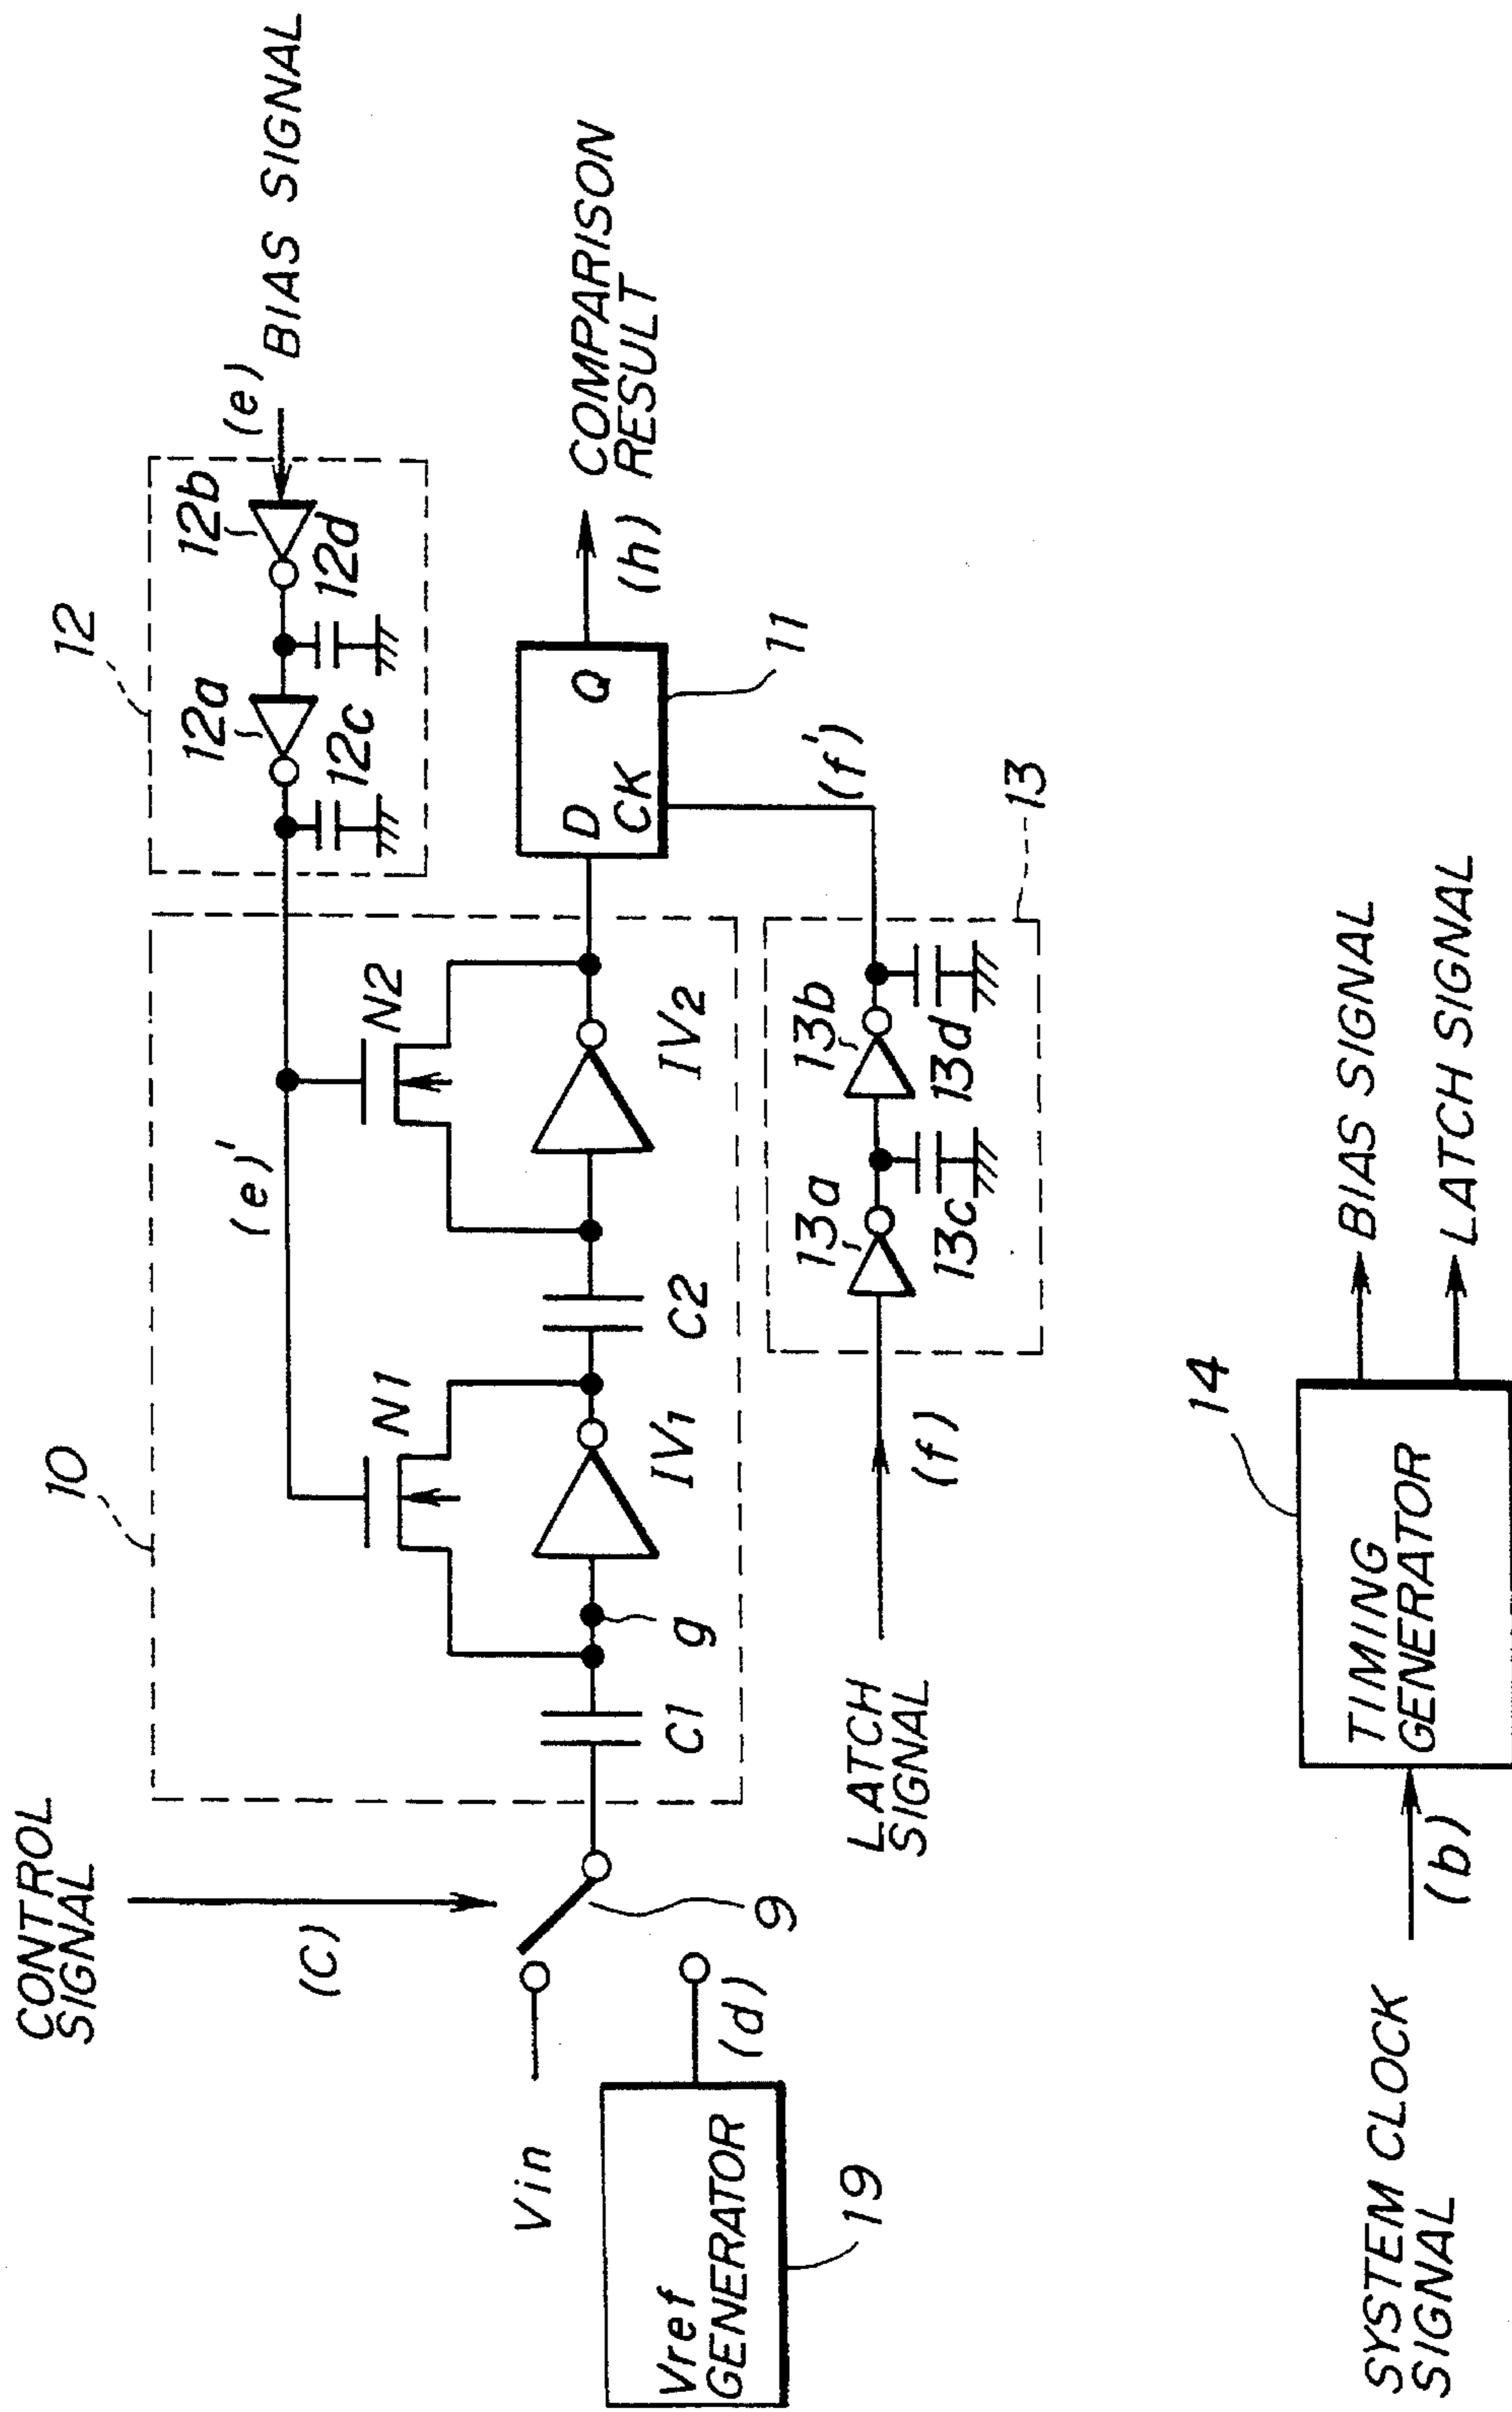 CONTROL
SIGNAL
(C)
Vin
Vref
GENERATOR
19
(d)
9
10
C1
g
N1
IV1
C2
(e)'
N2
IV2
12
12a
12b
12c
12d
(e)
BIAS SIGNAL
D
Q
CK
11
(h)
COMPARISON
RESULT
LATCH
SIGNAL
(f)
13a
13b
13c
13d
13
(f')
SYSTEM CLOCK
SIGNAL
(b)
TIMING
GENERATOR
14
BIAS SIGNAL
LATCH SIGNAL